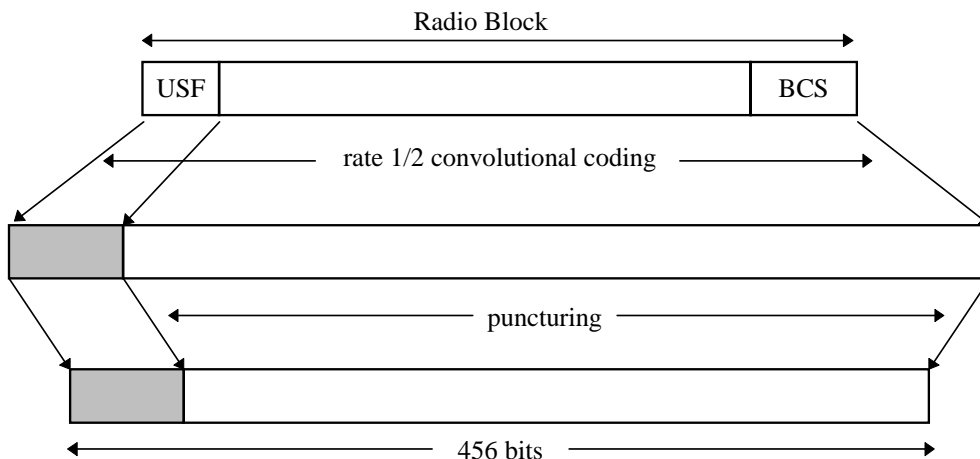 Radio Block
USF BCS
rate 1/2 convolutional coding
puncturing
456 bits